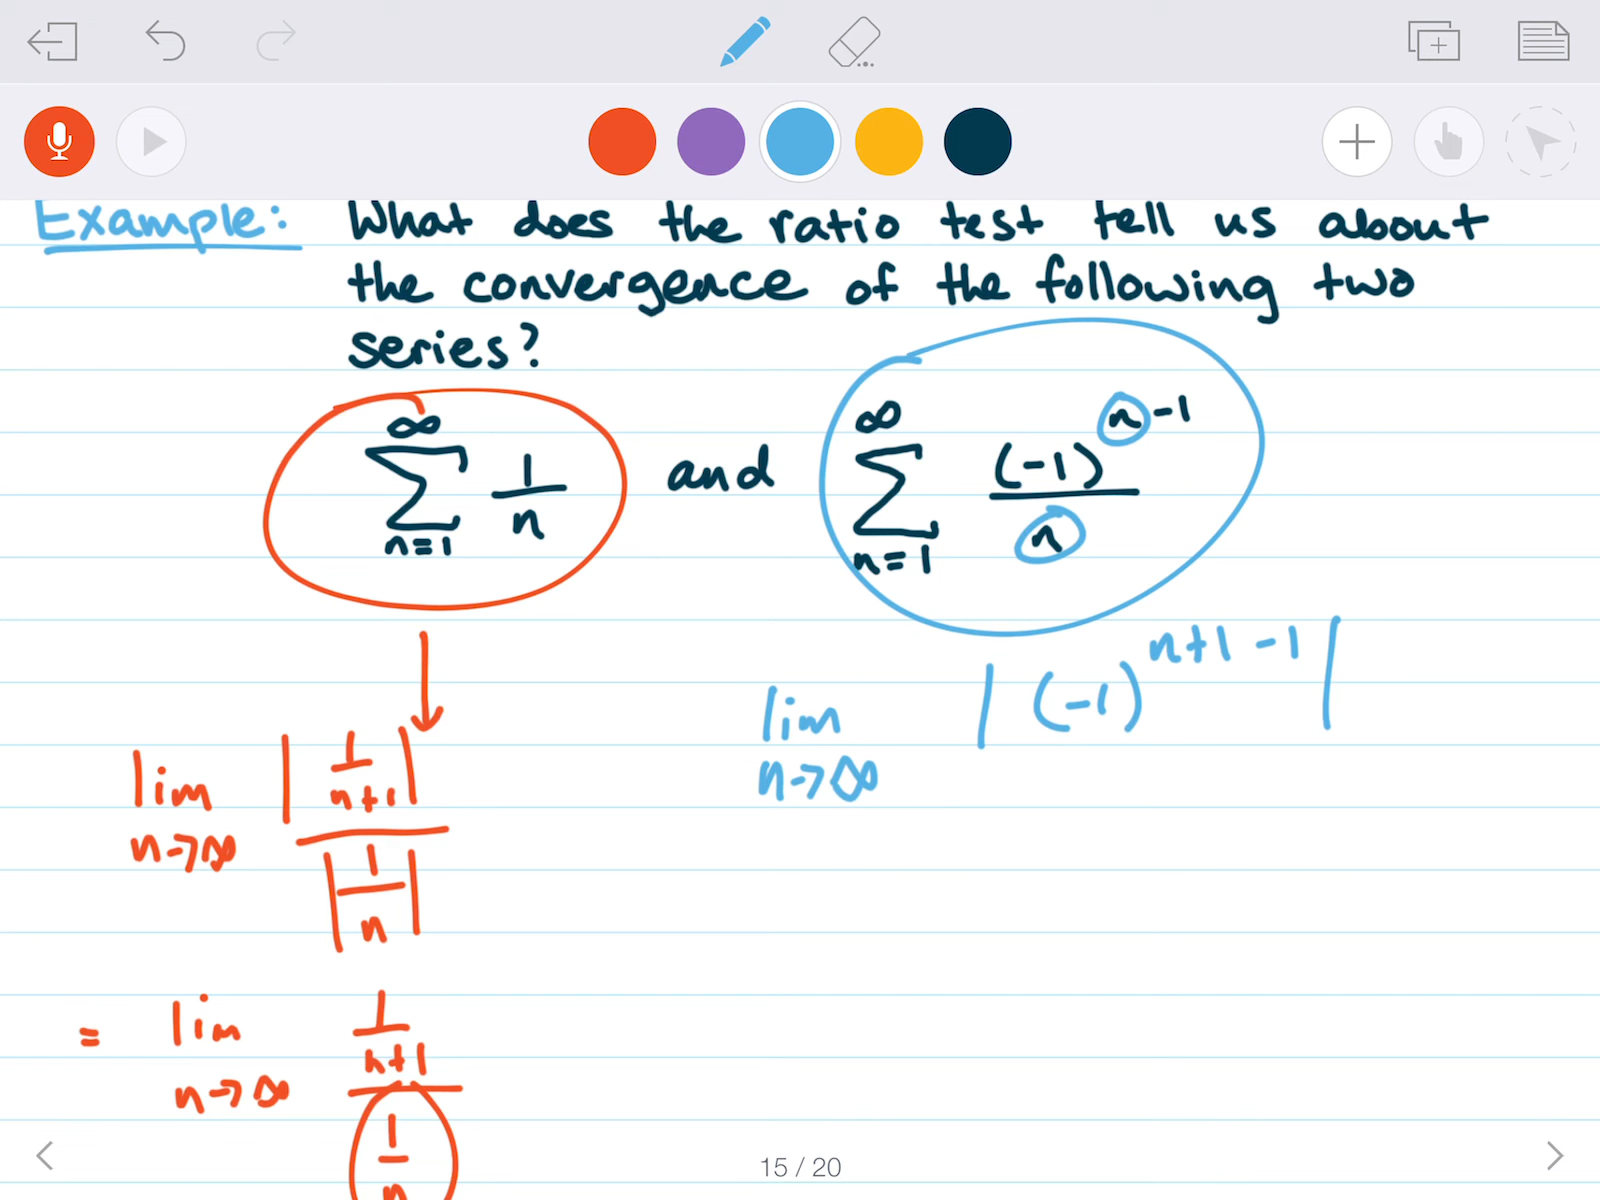 Example: What does the ratio test tell us about
the convergence of the following two
series?
∞ ∑ n=1 1/n and ∞ ∑ n=1 (-1)^(n-1)/n
lim n→∞ |1/(n+1)| / |1/n|
lim n→∞ |(-1)^(n+1-1)|
= lim n→∞ (1/(n+1)) / (1/n)
15 / 20